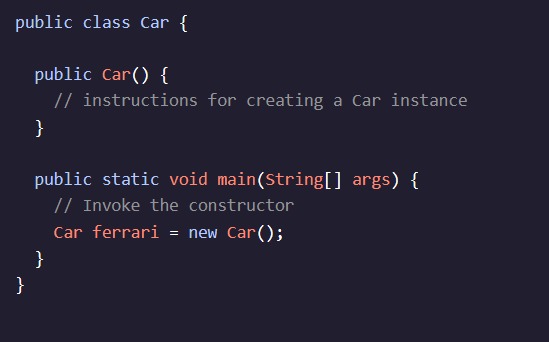 public class Car {
  public Car() {
    // instructions for creating a Car instance
  }
  public static void main(String[] args) {
    // Invoke the constructor
    Car ferrari = new Car();
  }
}